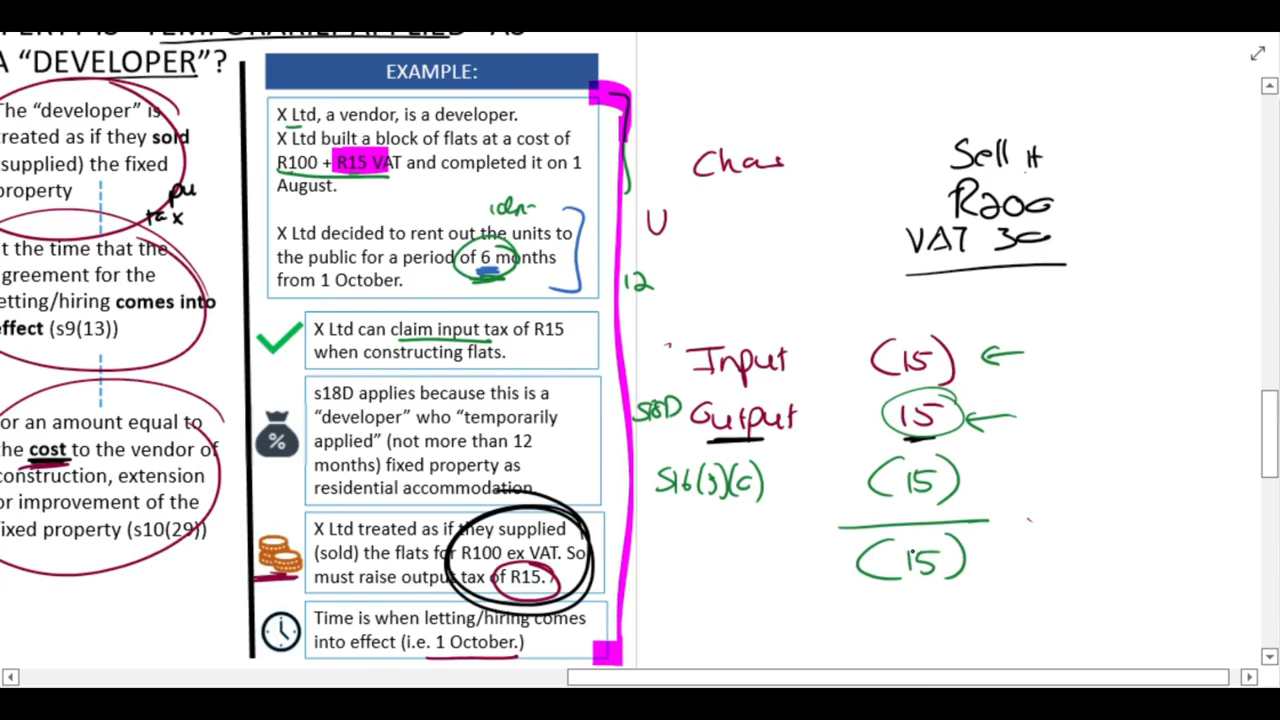 A "DEVELOPER"?
The "developer" is
treated as if they sold
(supplied) the fixed
property
t the time that the
greement for the
etting/hiring comes into
effect (s9(13))
or an amount equal to
the cost to the vendor of
construction, extension
or improvement of the
fixed property (s10(29))
EXAMPLE:
X Ltd, a vendor, is a developer.
X Ltd built a block of flats at a cost of
R100 + R15 VAT and completed it on 1
August.
X Ltd decided to rent out the units to
the public for a period of 6 months
from 1 October.
X Ltd can claim input tax of R15
when constructing flats.
s18D applies because this is a
"developer" who "temporarily
applied" (not more than 12
months) fixed property as
residential accommodation.
%
X Ltd treated as if they supplied
(sold) the flats for R100 ex VAT. So
must raise output tax of R15.
Time is when letting/hiring comes
into effect (i.e. 1 October.)
12
U
Sell it
R200
VAT 30
Input (15)
S18D Output 15
S16(3)(c) (15)
(15)